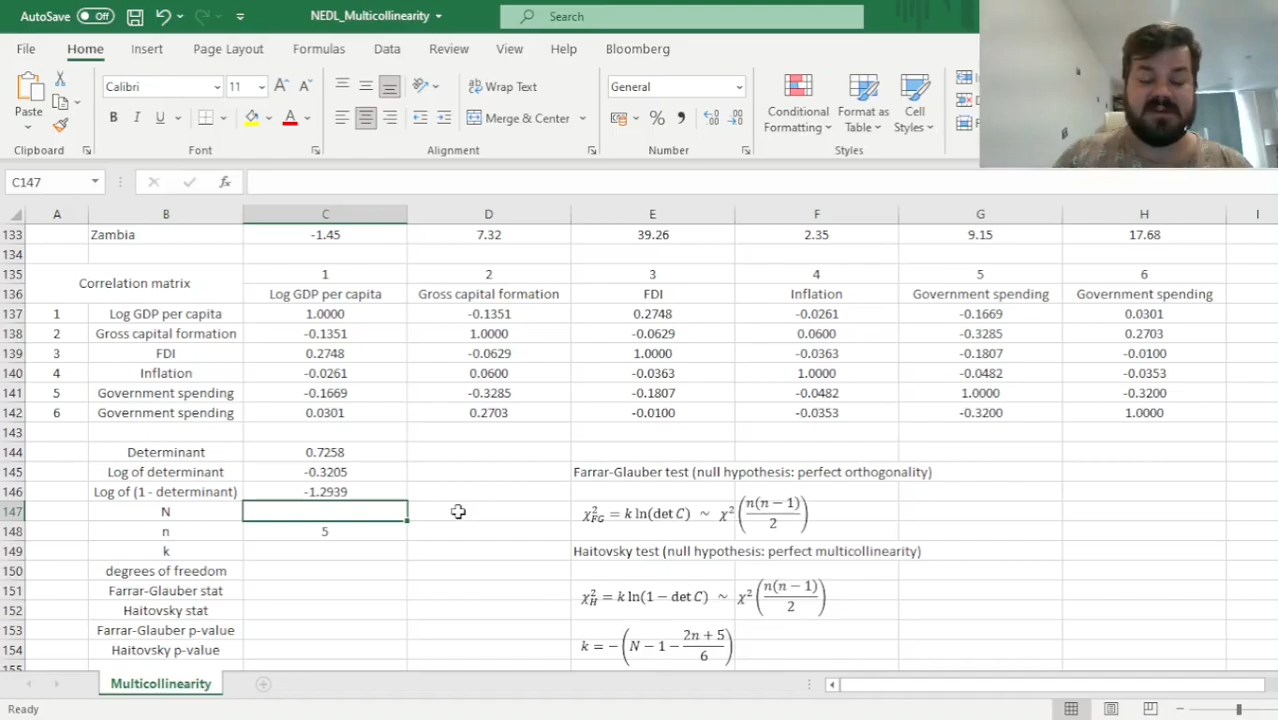 AutoSave Off NEDL_Multicollinearity Search
File Home Insert Page Layout Formulas Data Review View Help Bloomberg
Paste Calibri 11 Wrap Text General
B I U A Merge & Center % Conditional Formatting Format as Table Cell Styles
Clipboard Font Alignment Number Styles
C147 fx
A B C D E F G H I
133 Zambia -1.45 7.32 39.26 2.35 9.15 17.68
134
135 Correlation matrix 1 2 3 4 5 6
136 Log GDP per capita Gross capital formation FDI Inflation Government spending Government spending
137 1 Log GDP per capita 1.0000 -0.1351 0.2748 -0.0261 -0.1669 0.0301
138 2 Gross capital formation -0.1351 1.0000 -0.0629 0.0600 -0.3285 0.2703
139 3 FDI 0.2748 -0.0629 1.0000 -0.0363 -0.1807 -0.0100
140 4 Inflation -0.0261 0.0600 -0.0363 1.0000 -0.0482 -0.0353
141 5 Government spending -0.1669 -0.3285 -0.1807 -0.0482 1.0000 -0.3200
142 6 Government spending 0.0301 0.2703 -0.0100 -0.0353 -0.3200 1.0000
143
144 Determinant 0.7258
145 Log of determinant -0.3205 Farrar-Glauber test (null hypothesis: perfect orthogonality)
146 Log of (1 - determinant) -1.2939
147 N χ²FG = k ln(det C) ~ χ²(n(n − 1)/2)
148 n 5
149 k Haitovsky test (null hypothesis: perfect multicollinearity)
150 degrees of freedom
151 Farrar-Glauber stat χ²H = k ln(1 − det C) ~ χ²(n(n − 1)/2)
152 Haitovsky stat
153 Farrar-Glauber p-value k = −(N − 1 − (2n + 5)/6)
154 Haitovsky p-value
155
Multicollinearity
Ready